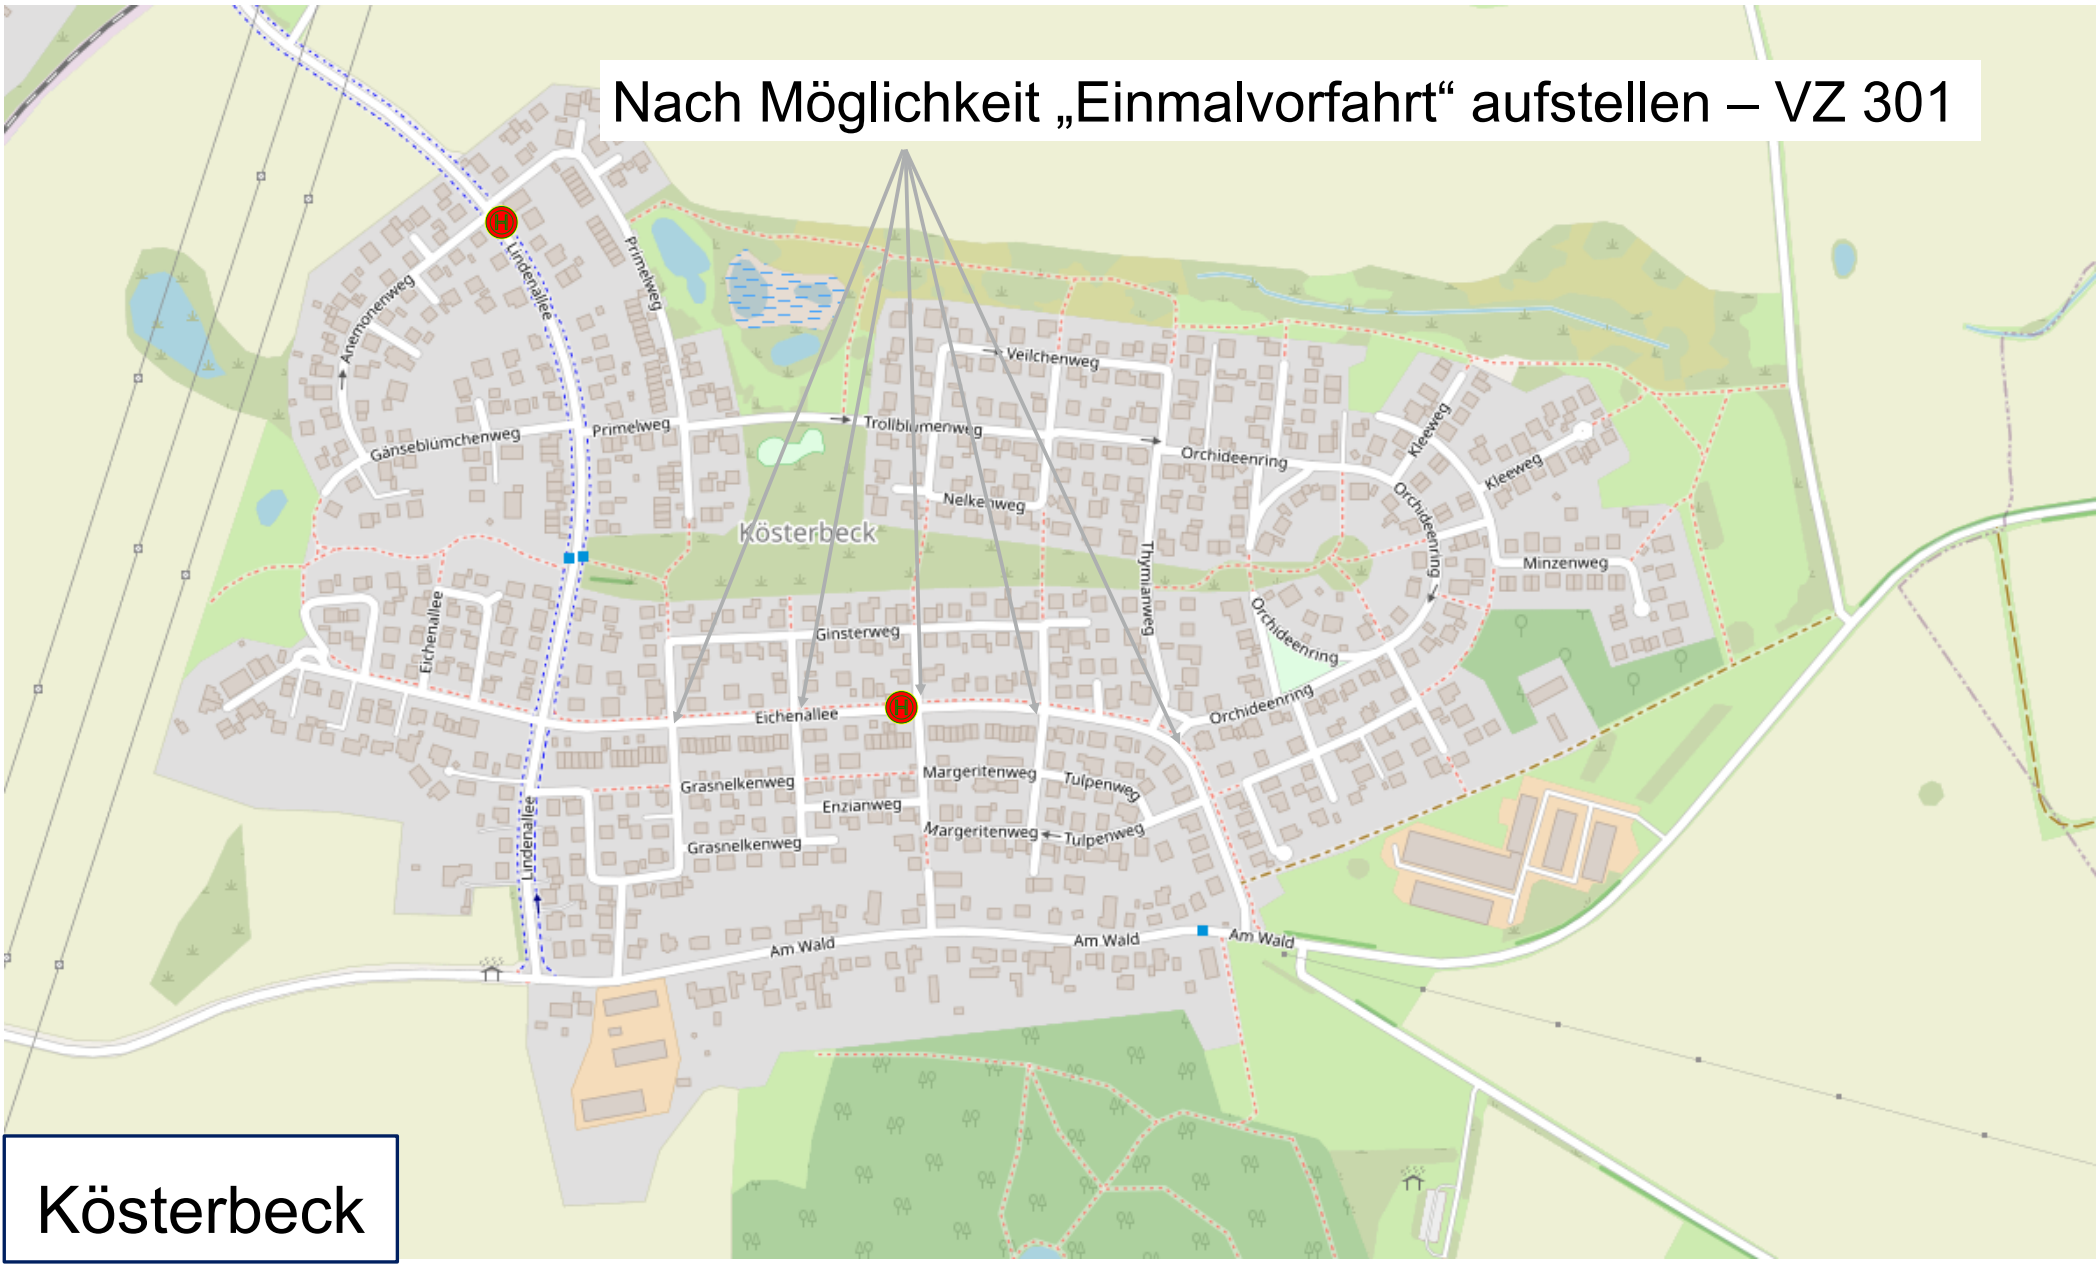 Nach Möglichkeit „Einmalvorfahrt“ aufstellen – VZ 301
H
Lindenallee
Primelweg
Anemonenweg
Veilchenweg
Gänseblümchenweg
Primelweg
Trollblumenweg
Orchideenring
Kleeweg
Kleeweg
Nelkenweg
Orchideenring
Kösterbeck
Thymianweg
Minzenweg
Eichenallee
Ginsterweg
Orchideenring
Orchideenring
Eichenallee
H
Grasnelkenweg
Margeritenweg
Tulpenweg
Enzianweg
Lindenallee
Margeritenweg
Tulpenweg
Grasnelkenweg
Am Wald
Am Wald
Am Wald
Kösterbeck